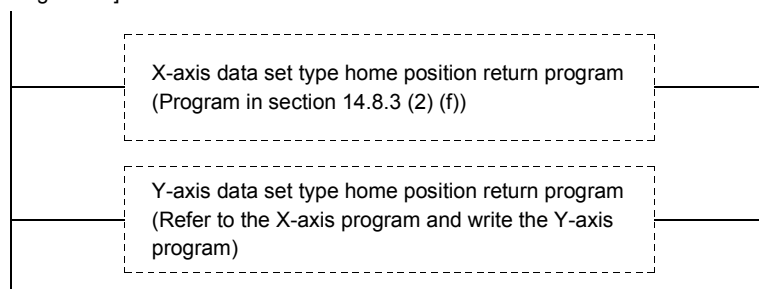 X-axis data set type home position return program
(Program in section 14.8.3 (2) (f))
Y-axis data set type home position return program
(Refer to the X-axis program and write the Y-axis
program)